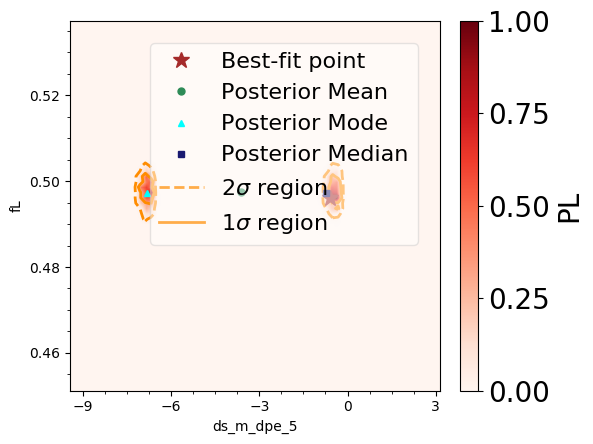 Best-fit point
Posterior Mean
Posterior Mode
Posterior Median
2σ region
1σ region
fL
0.52
0.50
0.48
0.46
−9
−6
−3
0
3
ds_m_dpe_5
1.00
0.75
0.50
0.25
0.00
PL